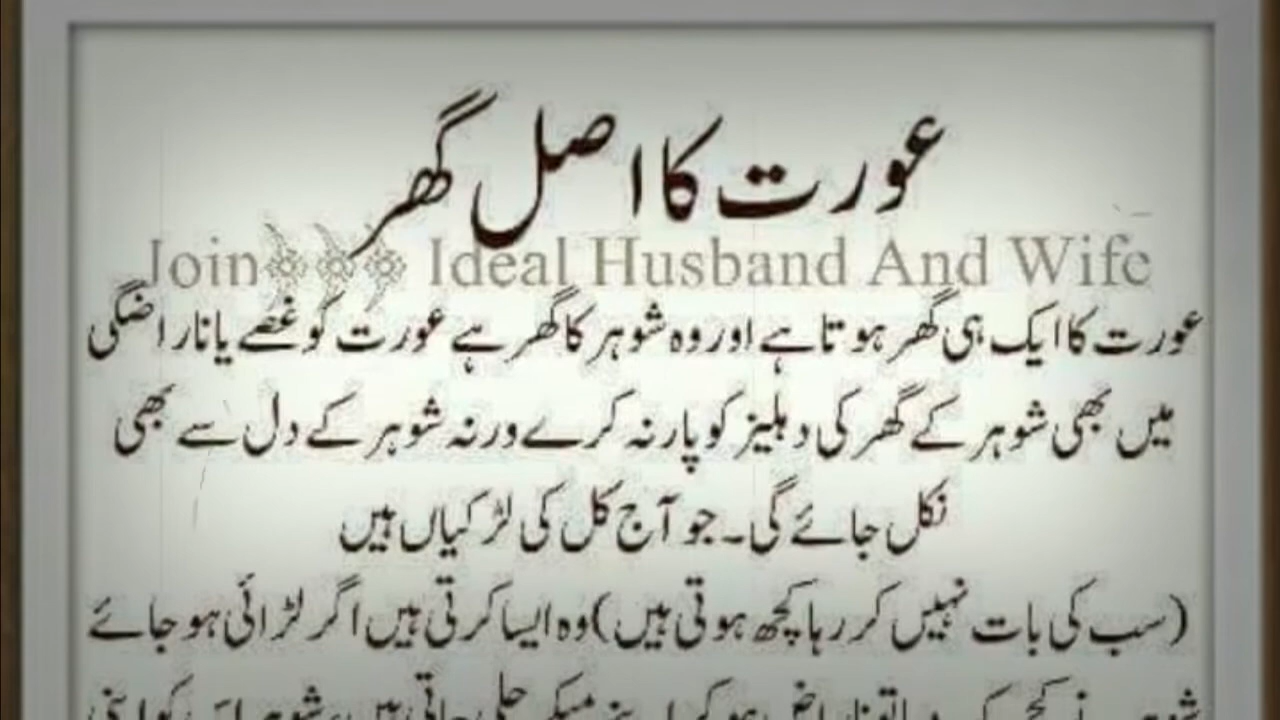 عورت کا اصل گھر
Join Ideal Husband And Wife
عورت کا ایک ہی گھر ہوتا ہے اور وہ شوہر کا گھر ہے عورت کو غصے یا ناراضگی
میں بھی شوہر کے گھر کی دہلیز کو پار نہ کرے ورنہ شوہر کے دل سے بھی
نکل جائے گی۔ جو آج کل کی لڑکیاں ہیں
(سب کی بات نہیں کر رہا کچھ ہوتی ہیں) وہ ایسا کرتی ہیں اگر لڑائی ہو جائے